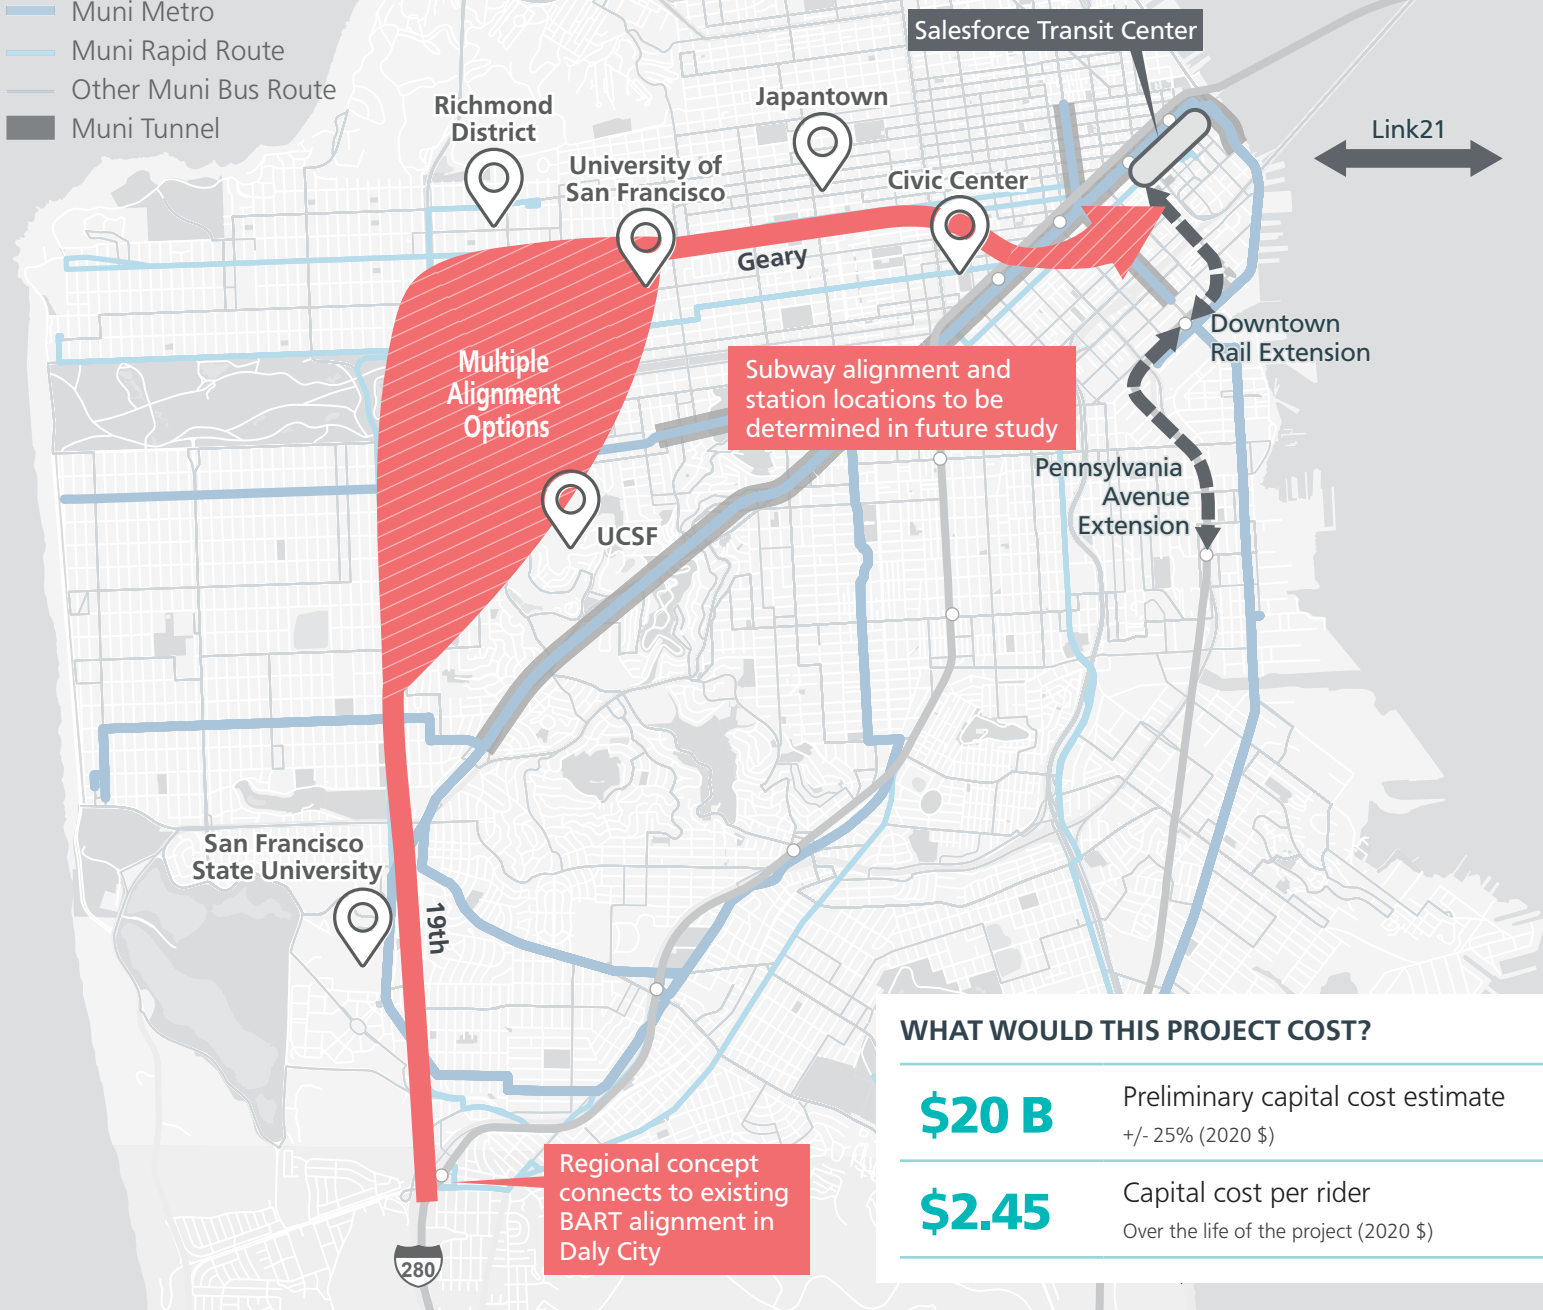 Muni Metro
Muni Rapid Route
Other Muni Bus Route
Muni Tunnel
Salesforce Transit Center
Link21
Richmond
District
Japantown
University of
San Francisco
Civic Center
Geary
Downtown
Rail Extension
Multiple
Alignment
Options
Subway alignment and
station locations to be
determined in future study
Pennsylvania
Avenue
Extension
UCSF
San Francisco
State University
19th
WHAT WOULD THIS PROJECT COST?
$20 B
Preliminary capital cost estimate
+/- 25% (2020 $)
$2.45
Capital cost per rider
Over the life of the project (2020 $)
Regional concept
connects to existing
BART alignment in
Daly City
280